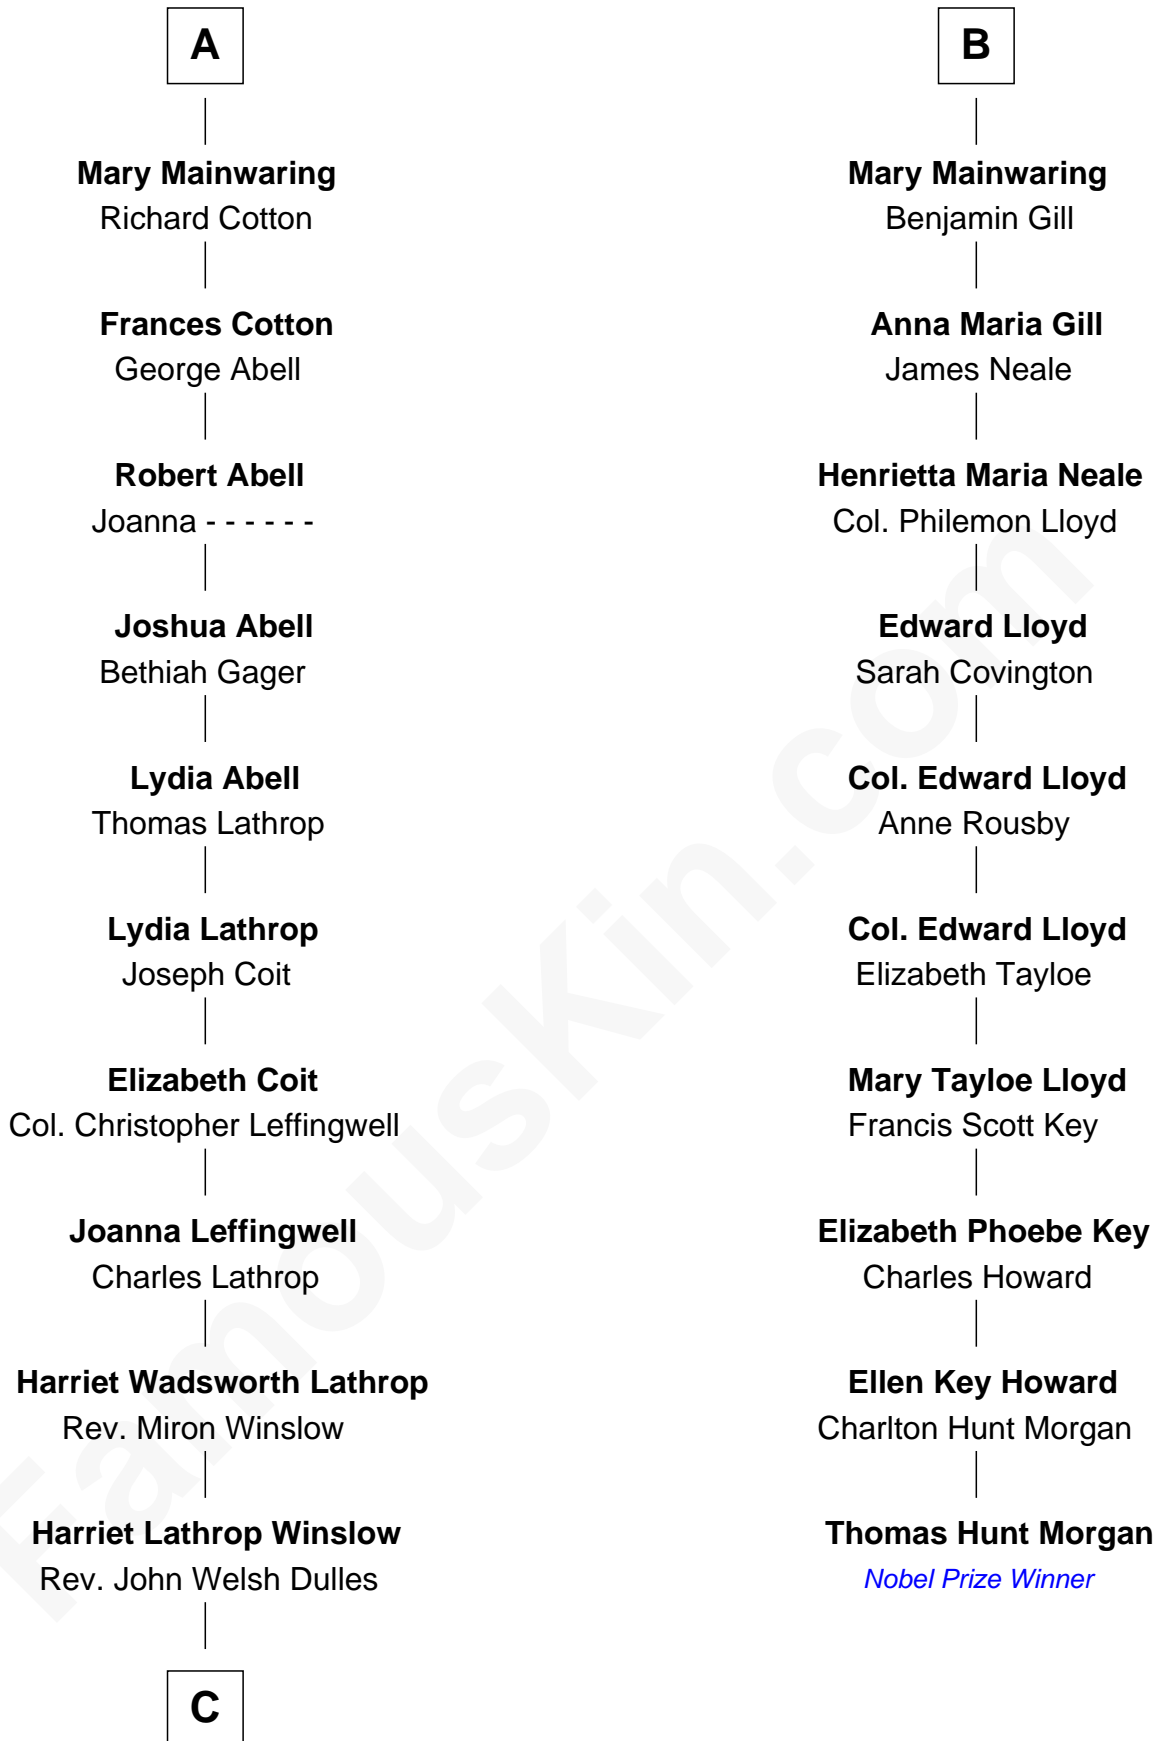 A
Mary Mainwaring
Richard Cotton
Frances Cotton
George Abell
Robert Abell
Joanna - - - - - -
Joshua Abell
Bethiah Gager
Lydia Abell
Thomas Lathrop
Lydia Lathrop
Joseph Coit
Elizabeth Coit
Col. Christopher Leffingwell
Joanna Leffingwell
Charles Lathrop
Harriet Wadsworth Lathrop
Rev. Miron Winslow
Harriet Lathrop Winslow
Rev. John Welsh Dulles
C
B
Mary Mainwaring
Benjamin Gill
Anna Maria Gill
James Neale
Henrietta Maria Neale
Col. Philemon Lloyd
Edward Lloyd
Sarah Covington
Col. Edward Lloyd
Anne Rousby
Col. Edward Lloyd
Elizabeth Tayloe
Mary Tayloe Lloyd
Francis Scott Key
Elizabeth Phoebe Key
Charles Howard
Ellen Key Howard
Charlton Hunt Morgan
Thomas Hunt Morgan
Nobel Prize Winner
FamousKin.com